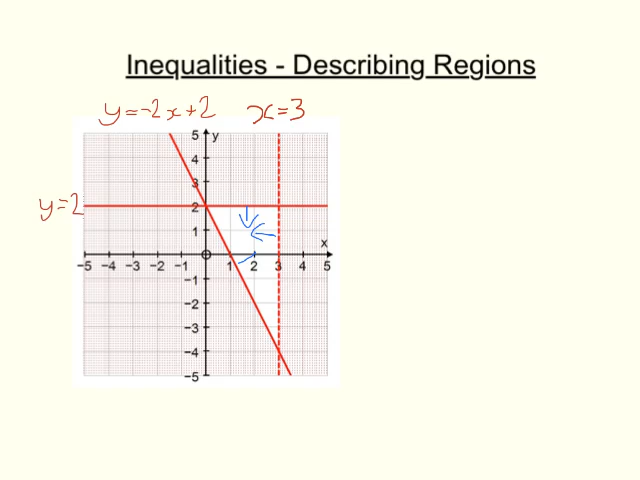 Inequalities - Describing Regions
y=-2x+2 x=3
5 y
4
3
y=2 2
1 x
-5 -4 -3 -2 -1 0 1 2 3 4 5
-1
-2
-3
-4
-5